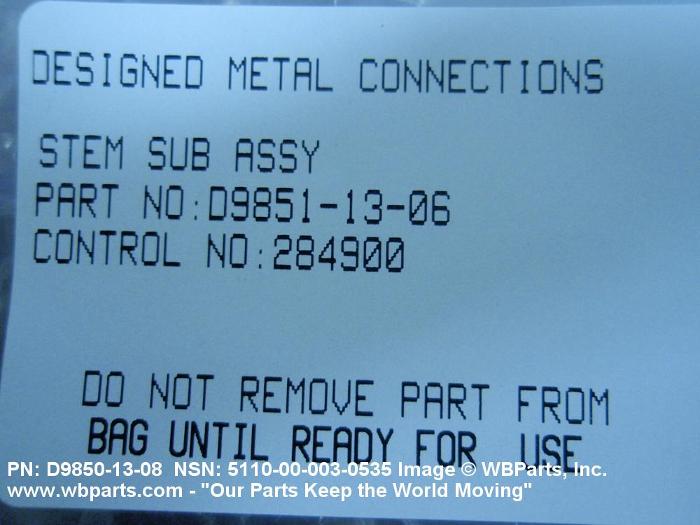 DESIGNED METAL CONNECTIONS
STEM SUB ASSY
PART NO:D9851-13-06
CONTROL NO:284900
DO NOT REMOVE PART FROM
BAG UNTIL READY FOR USE
PN: D9850-13-08 NSN: 5110-00-003-0535 Image © WBParts, Inc.
www.wbparts.com - "Our Parts Keep the World Moving"